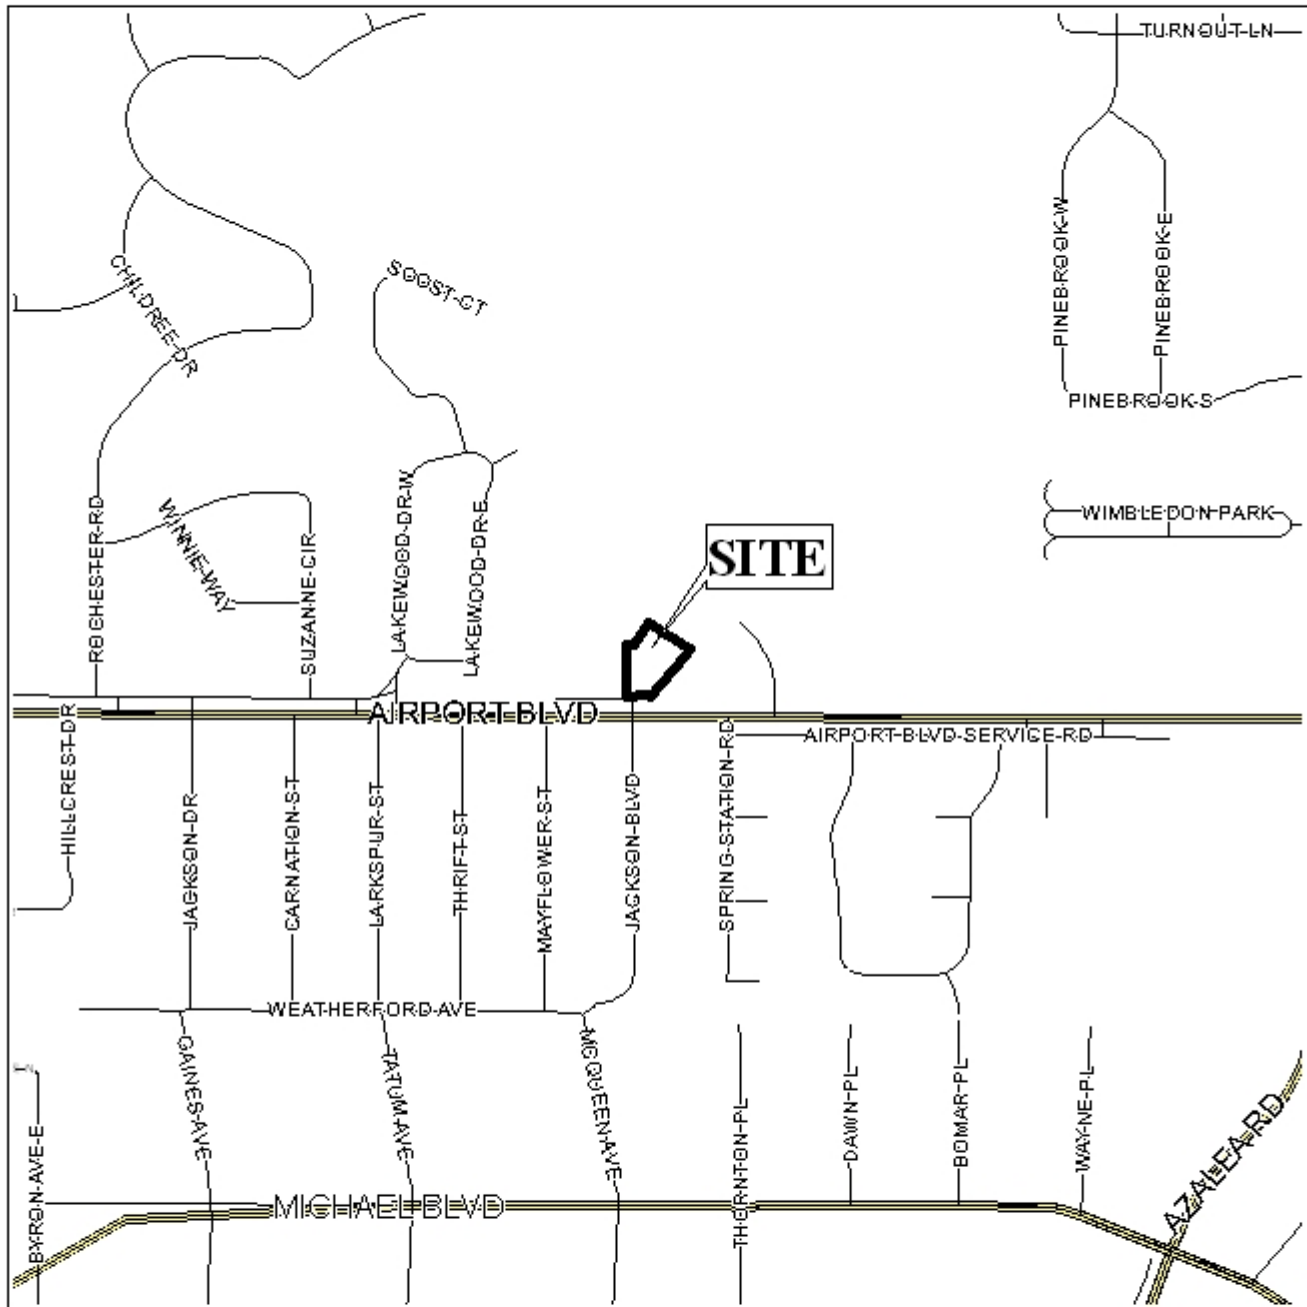 TURNOUT LN
PINEBROOK W
PINEBROOK E
CHILDREE DR
SOOST CT
PINEBROOK S
ROCHESTER RD
WINNIE WAY
SUZANNE CIR
LAKEWOOD DR W
LAKEWOOD DR E
WIMBLEDON PARK
SITE
AIRPORT BLVD
HILLCREST DR
AIRPORT BLVD SERVICE RD
JACKSON DR
CARNATION ST
LARKSPUR ST
THRIFT ST
MAYFLOWER ST
JACKSON BLVD
SPRING STATION RD
WEATHERFORD AVE
GAINES AVE
TATUM AVE
MCQUEEN AVE
THORNTON PL
DAWN PL
BOMAR PL
WAYNE PL
AZALEA RD
BYRON AVE E
MICHAEL BLVD